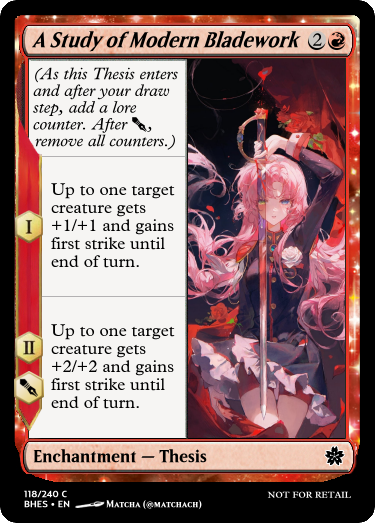 A Study of Modern Bladework 2
(As this Thesis enters
and after your draw
step, add a lore
counter. After ,
remove all counters.)
I
Up to one target
creature gets
+1/+1 and gains
first strike until
end of turn.
II
Up to one target
creature gets
+2/+2 and gains
first strike until
end of turn.
Enchantment — Thesis
118/240 C
BHES • EN Matcha (@matchach)
NOT FOR RETAIL